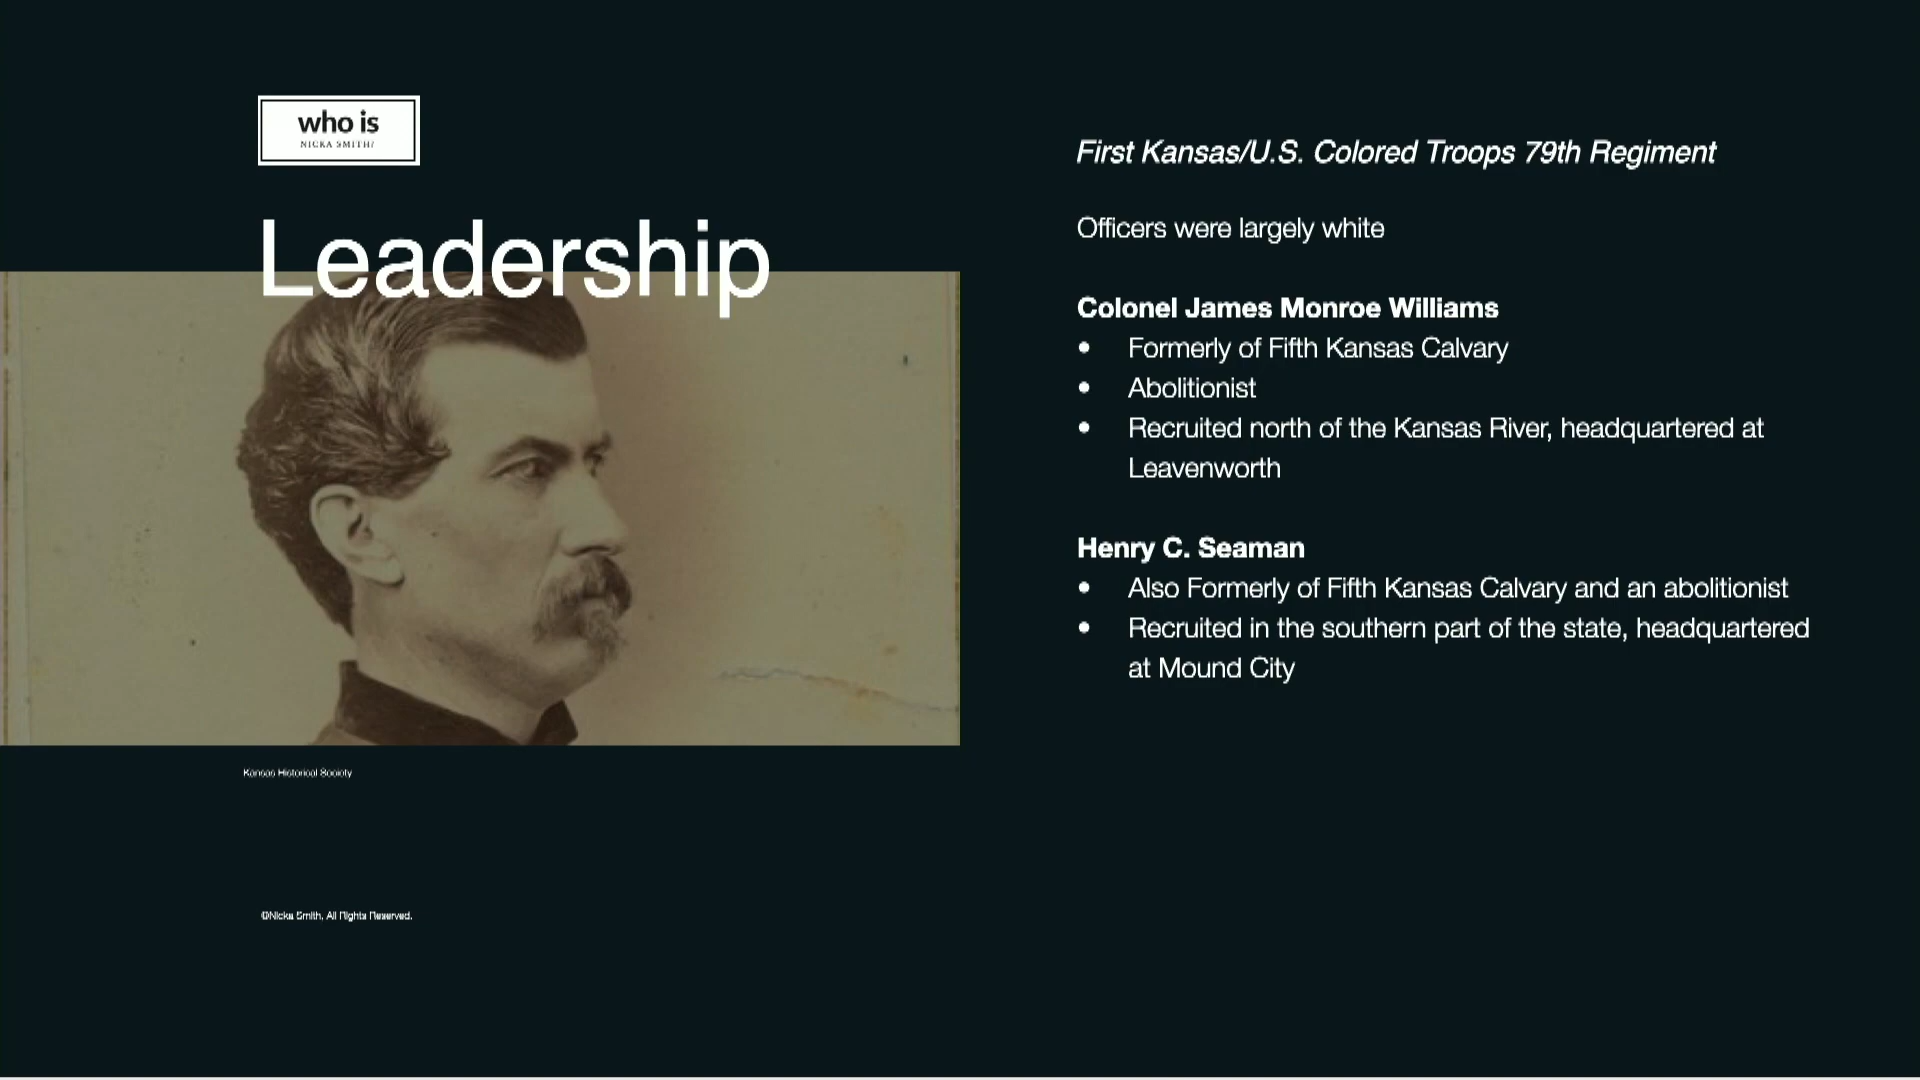 who is
NICKA SMITH?
Leadership
Kansas Historical Society
©Nicka Smith. All Rights Reserved.
First Kansas/U.S. Colored Troops 79th Regiment
Officers were largely white
Colonel James Monroe Williams
• Formerly of Fifth Kansas Calvary
• Abolitionist
• Recruited north of the Kansas River, headquartered at
Leavenworth
Henry C. Seaman
• Also Formerly of Fifth Kansas Calvary and an abolitionist
• Recruited in the southern part of the state, headquartered
at Mound City